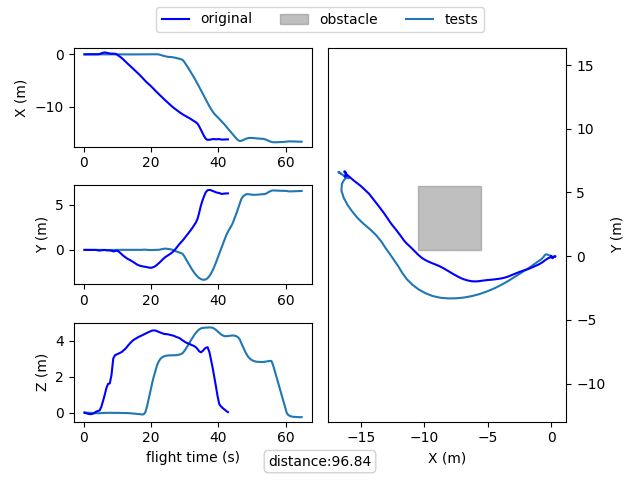 original obstacle tests
X (m)
0
−10
0 20 40 60
Y (m)
5
0
0 20 40 60
Z (m)
4
2
0
0 20 40 60
flight time (s)
15
10
5
0
−5
−10
Y (m)
−15 −10 −5 0
X (m)
distance:96.84